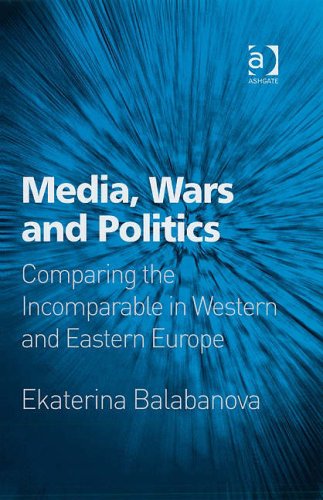 a
ASHGATE
Media, Wars
and Politics
Comparing the
Incomparable in Western
and Eastern Europe
Ekaterina Balabanova